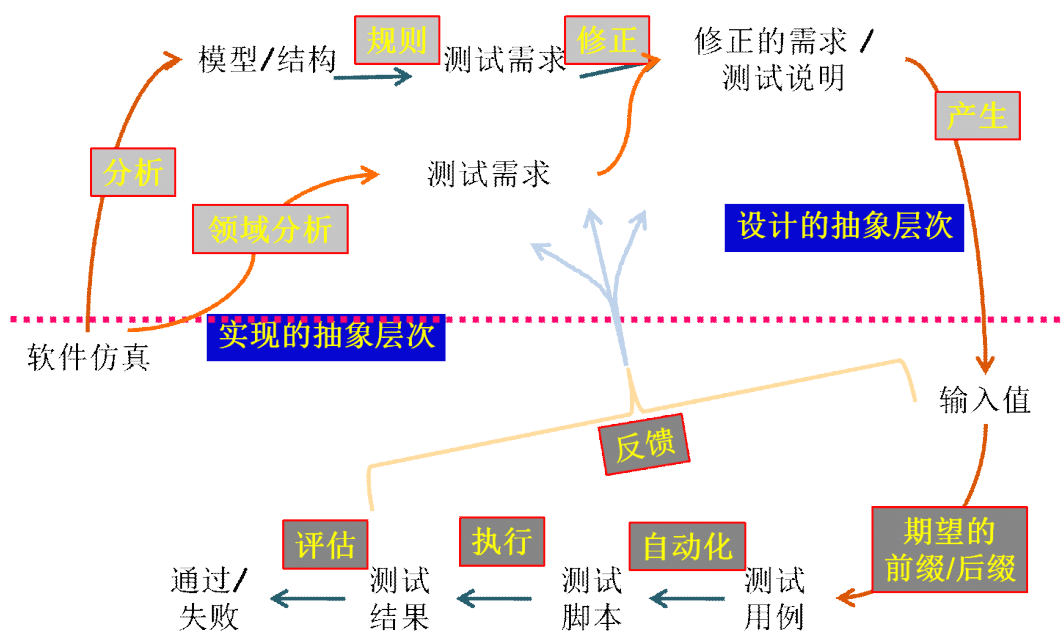 模型/结构
规则
测试需求
修正
修正的需求 /
测试说明
产生
分析
测试需求
领域分析
设计的抽象层次
实现的抽象层次
软件仿真
输入值
反馈
期望的
前缀/后缀
评估
执行
自动化
通过/
失败
测试
结果
测试
脚本
测试
用例